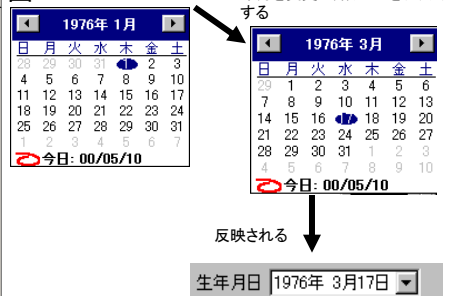 する
1976年 1月
日 月 火 水 木 金 土
28 29 30 31 1 2 3
4 5 6 7 8 9 10
11 12 13 14 15 16 17
18 19 20 21 22 23 24
25 26 27 28 29 30 31
1 2 3 4 5 6 7
今日: 00/05/10
1976年 3月
日 月 火 水 木 金 土
29 1 2 3 4 5 6
7 8 9 10 11 12 13
14 15 16 17 18 19 20
21 22 23 24 25 26 27
28 29 30 31 1 2 3
4 5 6 7 8 9 10
今日: 00/05/10
反映される
生年月日 1976年 3月17日